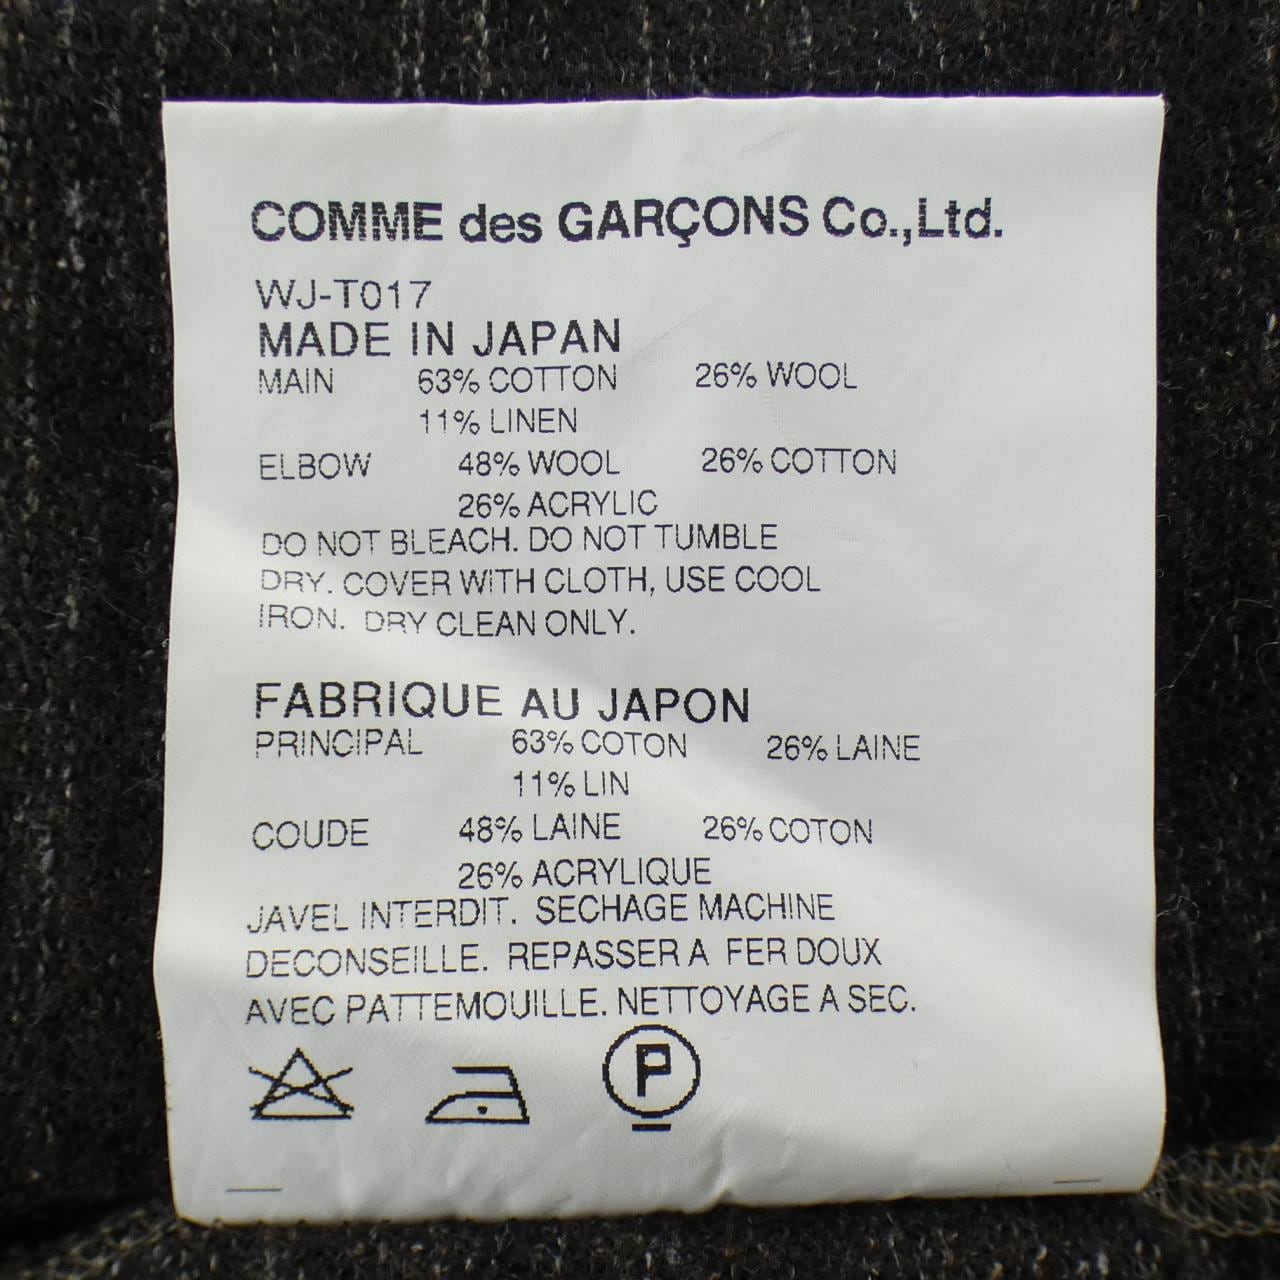 COMME des GARÇONS Co.,Ltd.
WJ-T017
MADE IN JAPAN
MAIN 63% COTTON 26% WOOL
11% LINEN
ELBOW 48% WOOL 26% COTTON
26% ACRYLIC
DO NOT BLEACH. DO NOT TUMBLE
DRY. COVER WITH CLOTH, USE COOL
IRON. DRY CLEAN ONLY.
FABRIQUE AU JAPON
PRINCIPAL 63% COTON 26% LAINE
11% LIN
COUDE 48% LAINE 26% COTON
26% ACRYLIQUE
JAVEL INTERDIT. SECHAGE MACHINE
DECONSEILLE. REPASSER A FER DOUX
AVEC PATTEMOUILLE. NETTOYAGE A SEC.
P